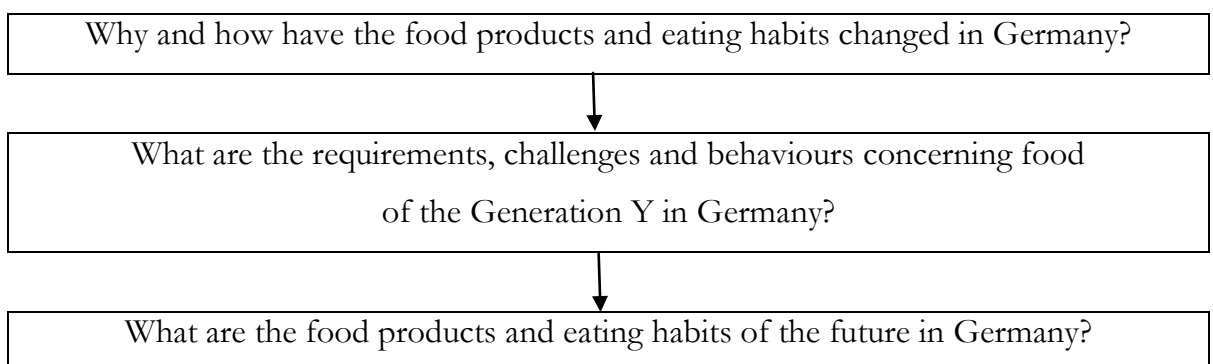 Why and how have the food products and eating habits changed in Germany?
What are the requirements, challenges and behaviours concerning food
of the Generation Y in Germany?
What are the food products and eating habits of the future in Germany?